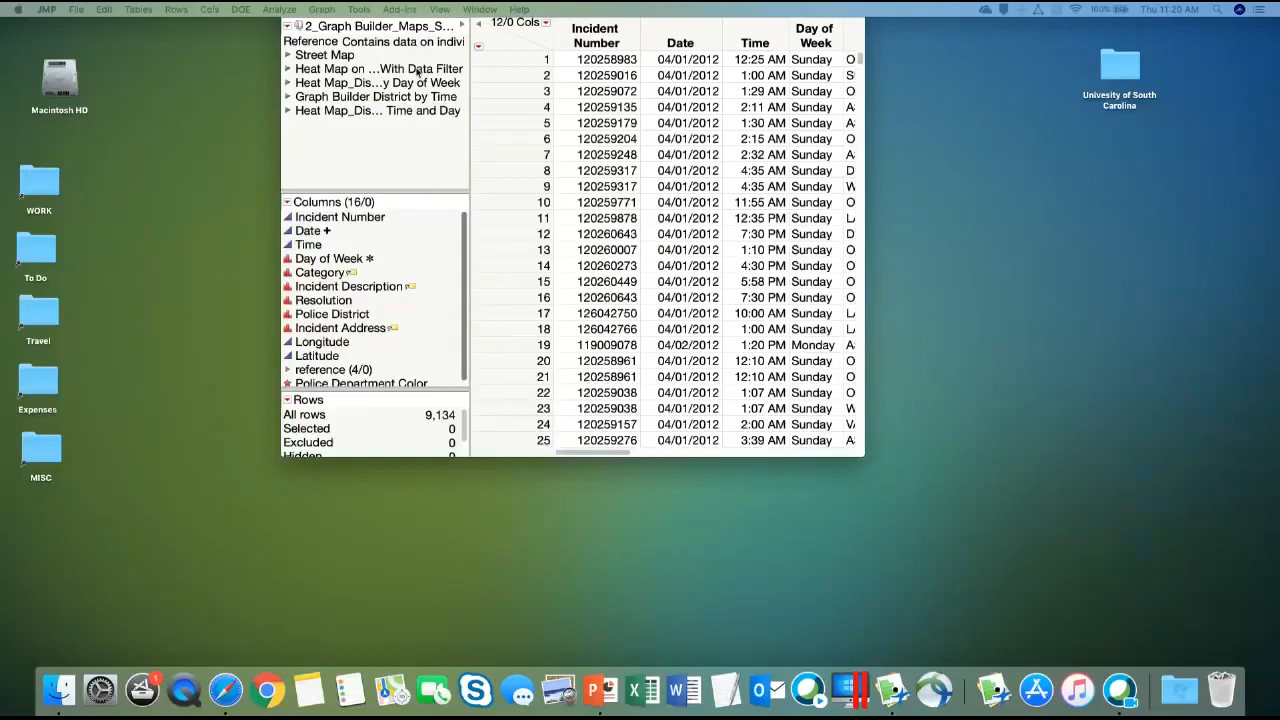 JMP File Edit Tables Rows Cols DOE Analyze Graph Tools Add-Ins View Window Help 100% Thu 11:20 AM
2_Graph Builder_Maps_S...
Reference Contains data on indivi
Street Map
Heat Map on ...With Data Filter
Heat Map_Dis...y Day of Week
Graph Builder District by Time
Heat Map_Dis... Time and Day
Columns (16/0)
Incident Number
Date
Time
Day of Week
Category
Incident Description
Resolution
Police District
Incident Address
Longitude
Latitude
reference (4/0)
Police Department Color
Rows
All rows 9,134
Selected 0
Excluded 0
Hidden 0
12/0 Cols
Incident Number Date Time Day of Week
1 120258983 04/01/2012 12:25 AM Sunday O
2 120259016 04/01/2012 1:00 AM Sunday S
3 120259072 04/01/2012 1:29 AM Sunday O
4 120259135 04/01/2012 2:11 AM Sunday A
5 120259179 04/01/2012 1:30 AM Sunday A
6 120259204 04/01/2012 2:15 AM Sunday O
7 120259248 04/01/2012 2:32 AM Sunday A
8 120259317 04/01/2012 4:35 AM Sunday D
9 120259317 04/01/2012 4:35 AM Sunday W
10 120259771 04/01/2012 11:55 AM Sunday O
11 120259878 04/01/2012 12:35 PM Sunday L
12 120260643 04/01/2012 7:30 PM Sunday D
13 120260007 04/01/2012 1:10 PM Sunday O
14 120260273 04/01/2012 4:30 PM Sunday O
15 120260449 04/01/2012 5:58 PM Sunday O
16 120260643 04/01/2012 7:30 PM Sunday O
17 126042750 04/01/2012 10:00 AM Sunday L
18 126042766 04/01/2012 1:00 AM Sunday L
19 119009078 04/02/2012 1:20 PM Monday A
20 120258961 04/01/2012 12:10 AM Sunday O
21 120258961 04/01/2012 12:10 AM Sunday O
22 120259038 04/01/2012 1:07 AM Sunday O
23 120259038 04/01/2012 1:07 AM Sunday W
24 120259157 04/01/2012 2:00 AM Sunday V
25 120259276 04/01/2012 3:39 AM Sunday A
Macintosh HD
WORK
To Do
Travel
Expenses
MISC
Univesity of South
Carolina